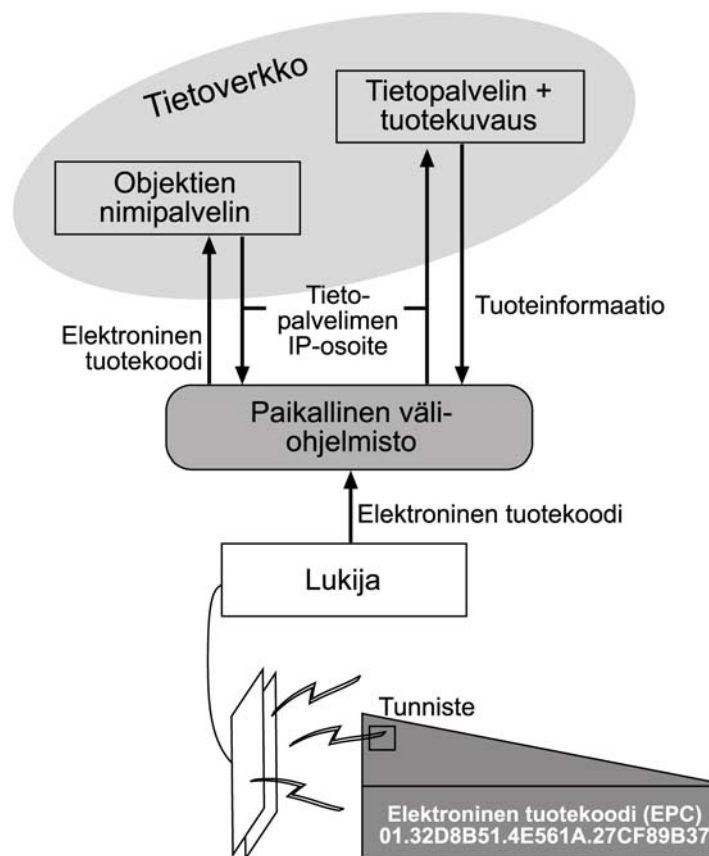 Tietoverkko
Tietopalvelin +
tuotekuvaus
Objektien
nimipalvelin
Elektroninen
tuotekoodi
Tieto-
palvelimen
IP-osoite
Tuoteinformaatio
Paikallinen väli-
ohjelmisto
Elektroninen tuotekoodi
Lukija
Tunniste
Elektroninen tuotekoodi (EPC)
01.32D8B51.4E561A.27CF89B37